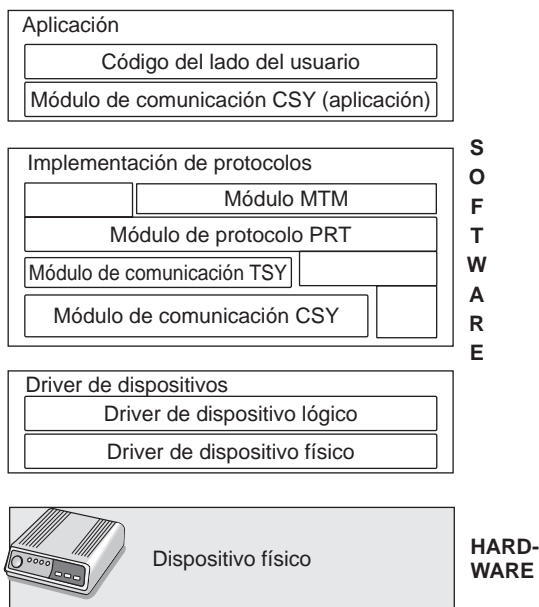 Aplicación
Código del lado del usuario
Módulo de comunicación CSY (aplicación)
Implementación de protocolos
Módulo MTM
Módulo de protocolo PRT
Módulo de comunicación TSY
Módulo de comunicación CSY
SOFTWARE
Driver de dispositivos
Driver de dispositivo lógico
Driver de dispositivo físico
Dispositivo físico
HARD-
WARE